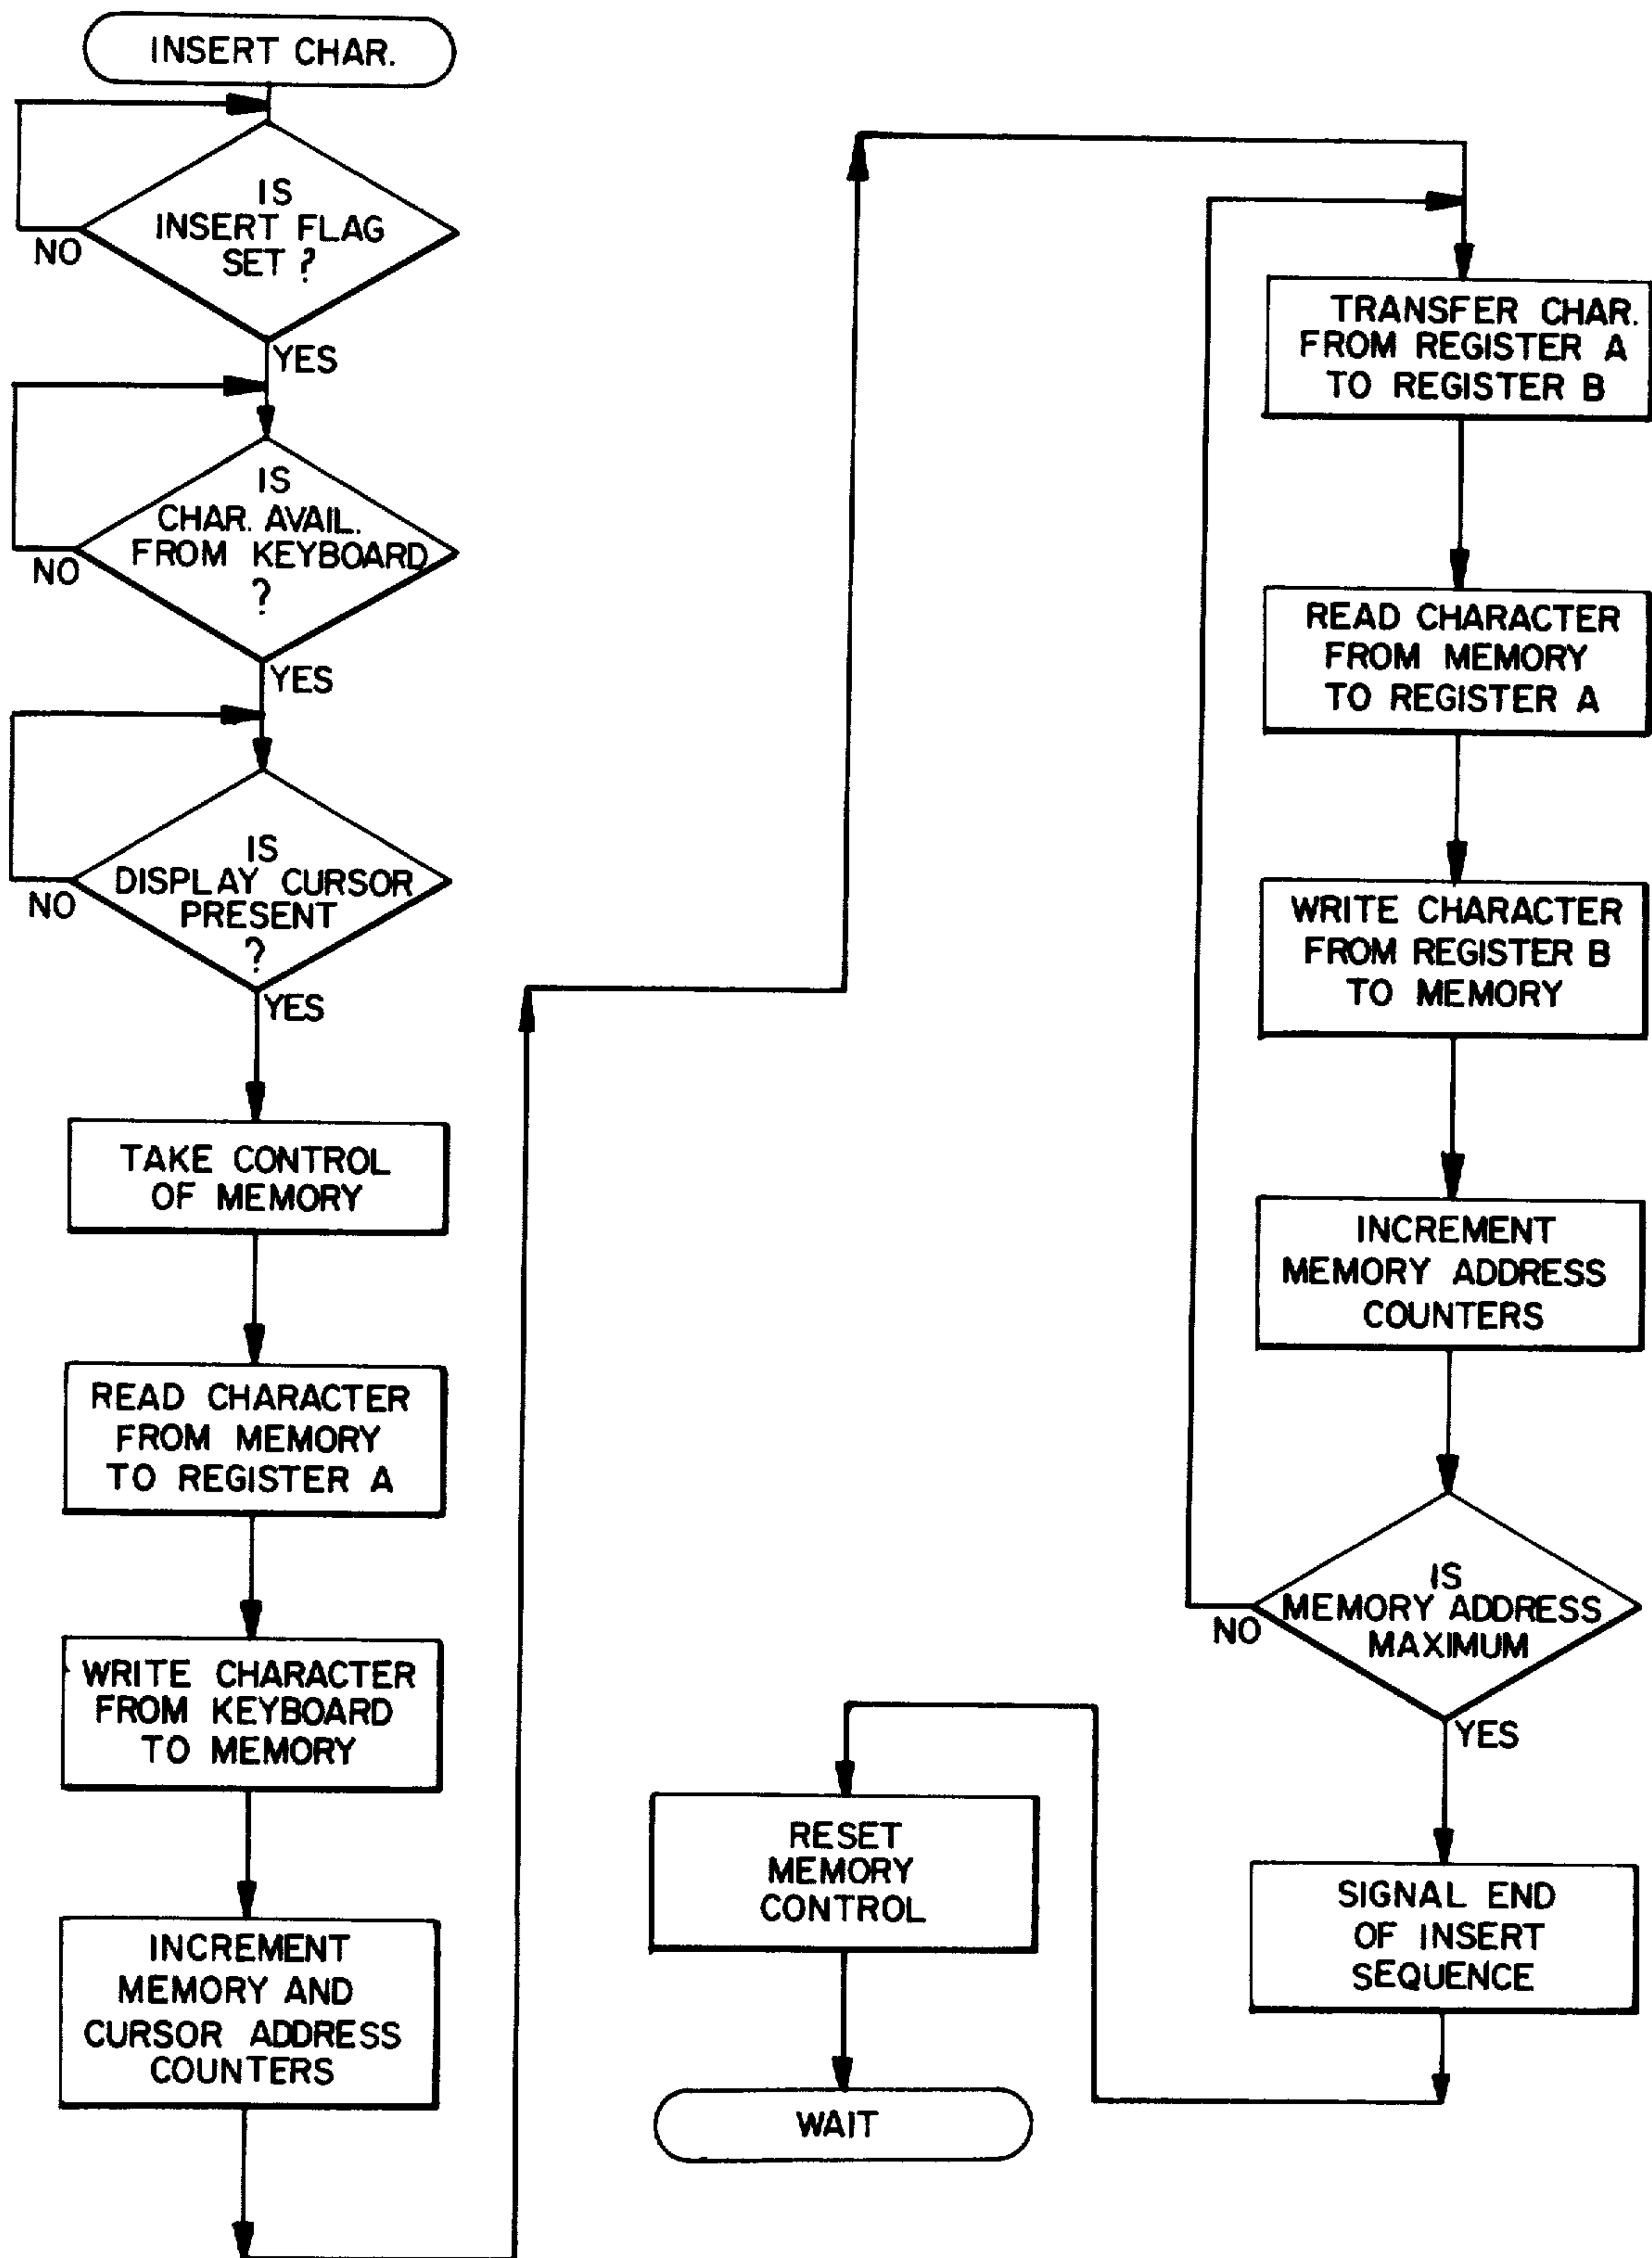 INSERT CHAR.
IS
INSERT FLAG
SET ?
NO
YES
IS
CHAR. AVAIL.
FROM KEYBOARD
?
NO
YES
IS
DISPLAY CURSOR
PRESENT
?
NO
YES
TAKE CONTROL
OF MEMORY
READ CHARACTER
FROM MEMORY
TO REGISTER A
WRITE CHARACTER
FROM KEYBOARD
TO MEMORY
INCREMENT
MEMORY AND
CURSOR ADDRESS
COUNTERS
TRANSFER CHAR.
FROM REGISTER A
TO REGISTER B
READ CHARACTER
FROM MEMORY
TO REGISTER A
WRITE CHARACTER
FROM REGISTER B
TO MEMORY
INCREMENT
MEMORY ADDRESS
COUNTERS
IS
MEMORY ADDRESS
MAXIMUM
NO
YES
SIGNAL END
OF INSERT
SEQUENCE
RESET
MEMORY
CONTROL
WAIT